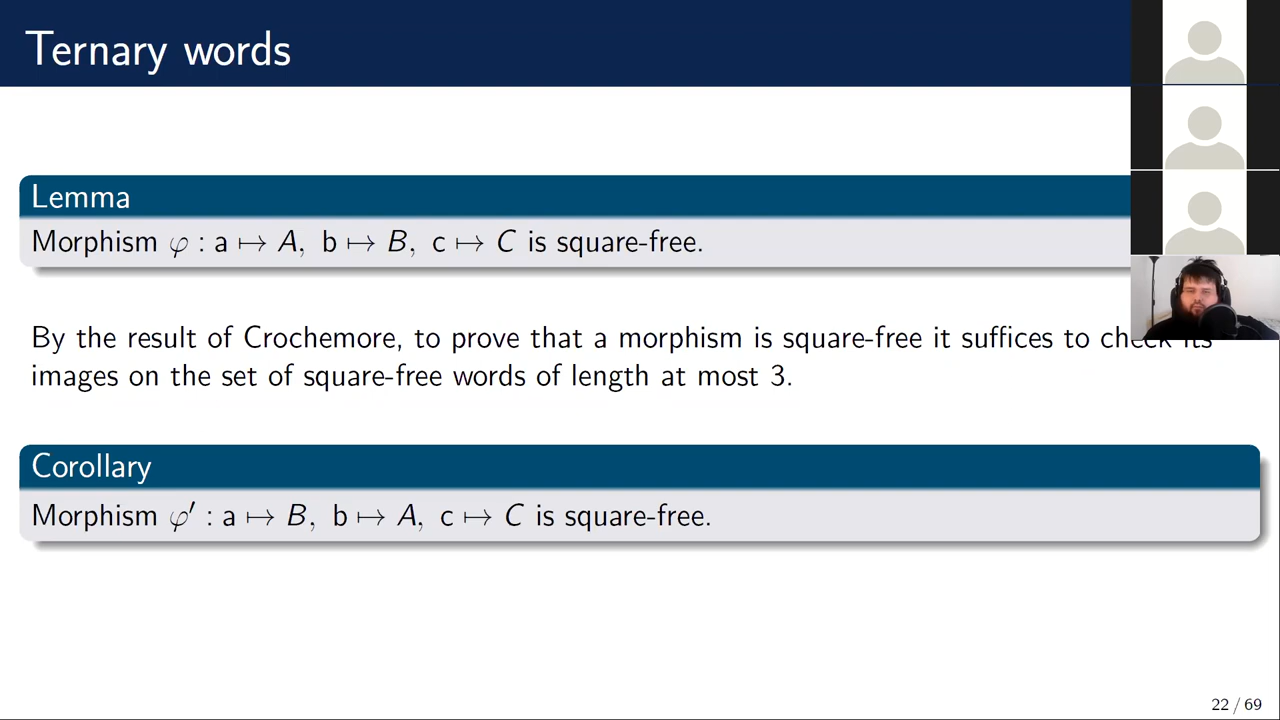 Ternary words
Lemma
Morphism φ : a ↦ A, b ↦ B, c ↦ C is square-free.
By the result of Crochemore, to prove that a morphism is square-free it suffices to check its
images on the set of square-free words of length at most 3.
Corollary
Morphism φ′ : a ↦ B, b ↦ A, c ↦ C is square-free.
22 / 69